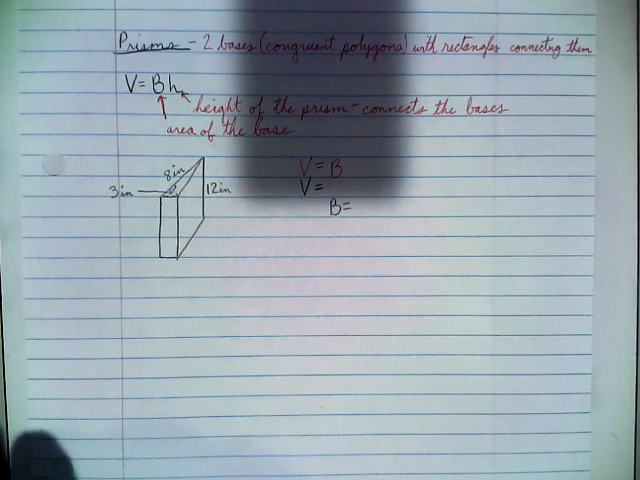 Prisms - 2 bases (congruent polygons) with rectangles connecting them
V = Bh
height of the prism - connects the bases
area of the base
8in
3in
12in
V = B
V =
B =